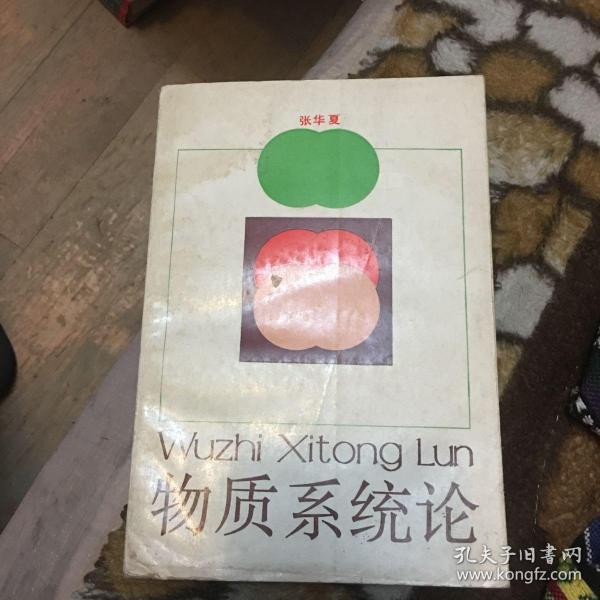 张华夏
Wuzhi Xitong Lun
物质系统论
孔夫子旧書网
www.kongfz.com